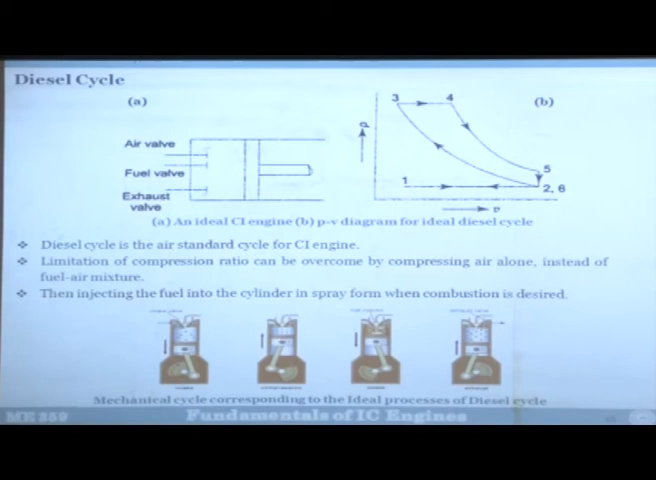 Diesel Cycle
(a)
Air valve
Fuel valve
Exhaust
valve
(b)
p
3
4
5
1
2, 6
(a) An ideal CI engine (b) p-v diagram for ideal diesel cycle
❖ Diesel cycle is the air standard cycle for CI engine.
❖ Limitation of compression ratio can be overcome by compressing air alone, instead of
fuel-air mixture.
❖ Then injecting the fuel into the cylinder in spray form when combustion is desired.
Mechanical cycle corresponding to the Ideal processes of Diesel cycle
ME 359
Fundamentals of IC Engines